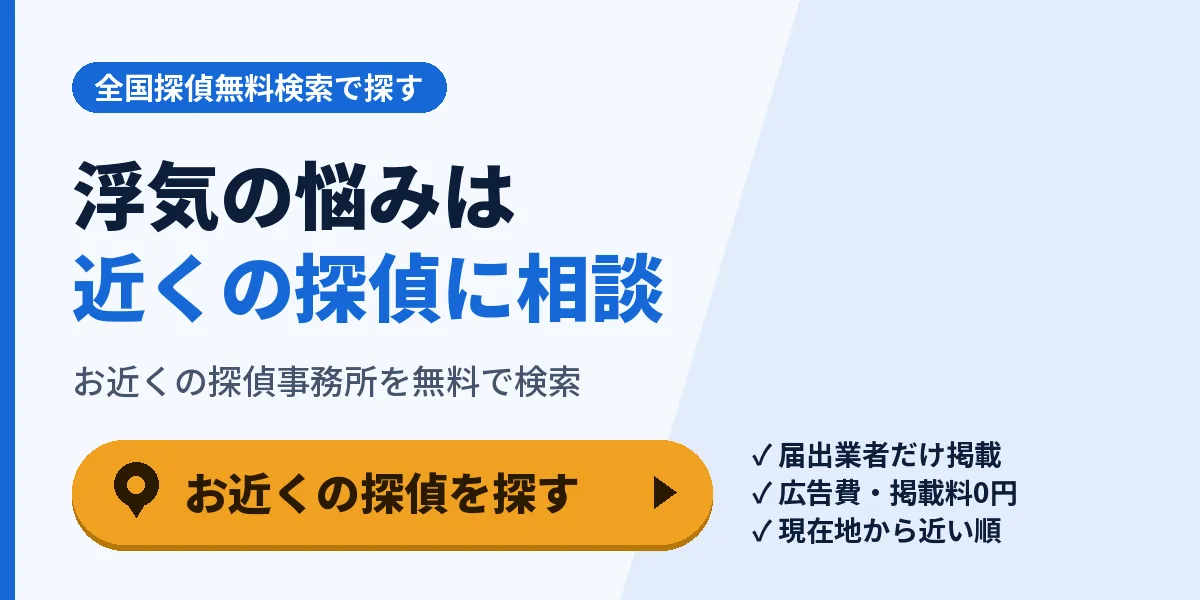 全国探偵無料検索で探す
浮気の悩みは
近くの探偵に相談
お近くの探偵事務所を無料で検索
お近くの探偵を探す
✓届出業者だけ掲載
✓広告費・掲載料0円
✓現在地から近い順